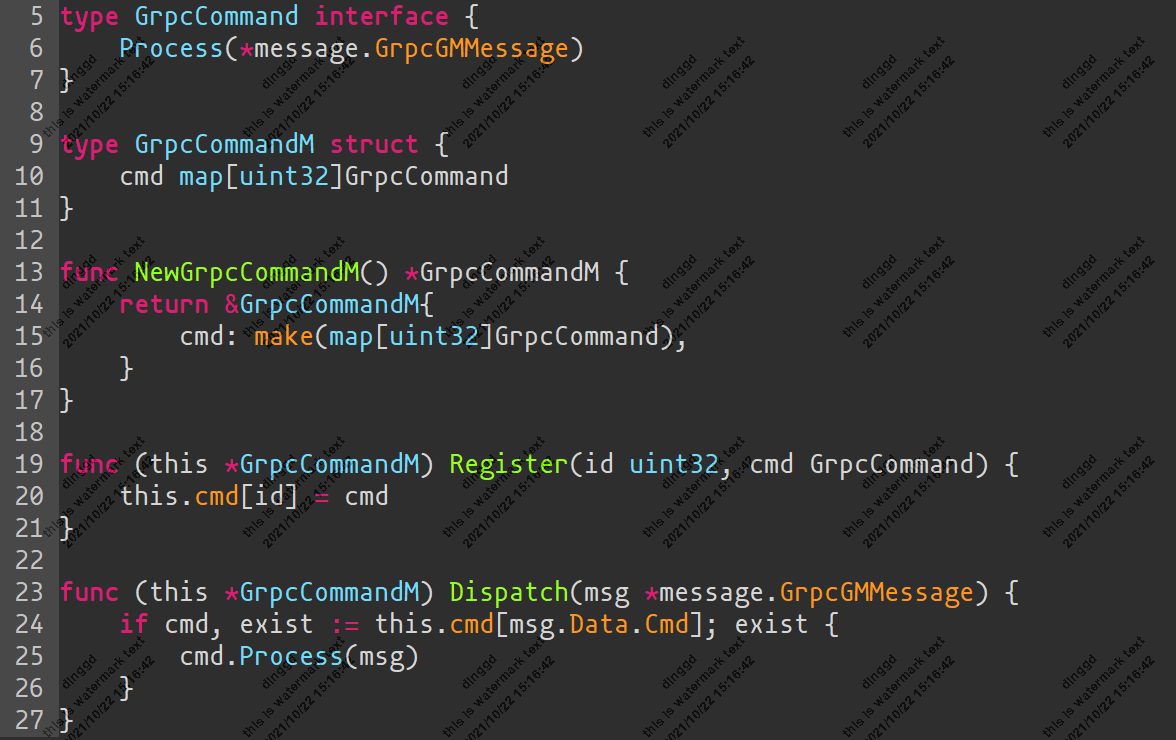 5 type GrpcCommand interface {
6     Process(*message.GrpcGMMessage)
7 }
8
9 type GrpcCommandM struct {
10     cmd map[uint32]GrpcCommand
11 }
12
13 func NewGrpcCommandM() *GrpcCommandM {
14     return &GrpcCommandM{
15         cmd: make(map[uint32]GrpcCommand),
16     }
17 }
18
19 func (this *GrpcCommandM) Register(id uint32, cmd GrpcCommand) {
20     this.cmd[id] = cmd
21 }
22
23 func (this *GrpcCommandM) Dispatch(msg *message.GrpcGMMessage) {
24     if cmd, exist := this.cmd[msg.Data.Cmd]; exist {
25         cmd.Process(msg)
26     }
27 }
dinggd
this is watermark text
2021/10/22 15:16:42